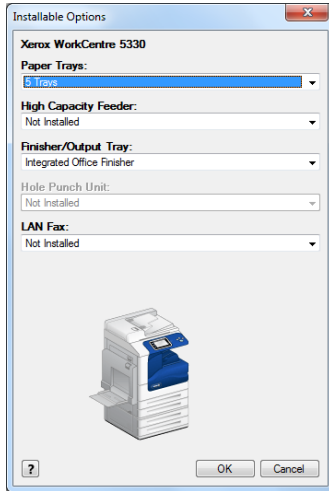 Installable Options
Xerox WorkCentre 5330
Paper Trays:
5 Trays
High Capacity Feeder:
Not Installed
Finisher/Output Tray:
Integrated Office Finisher
Hole Punch Unit:
Not Installed
LAN Fax:
Not Installed
?
OK Cancel